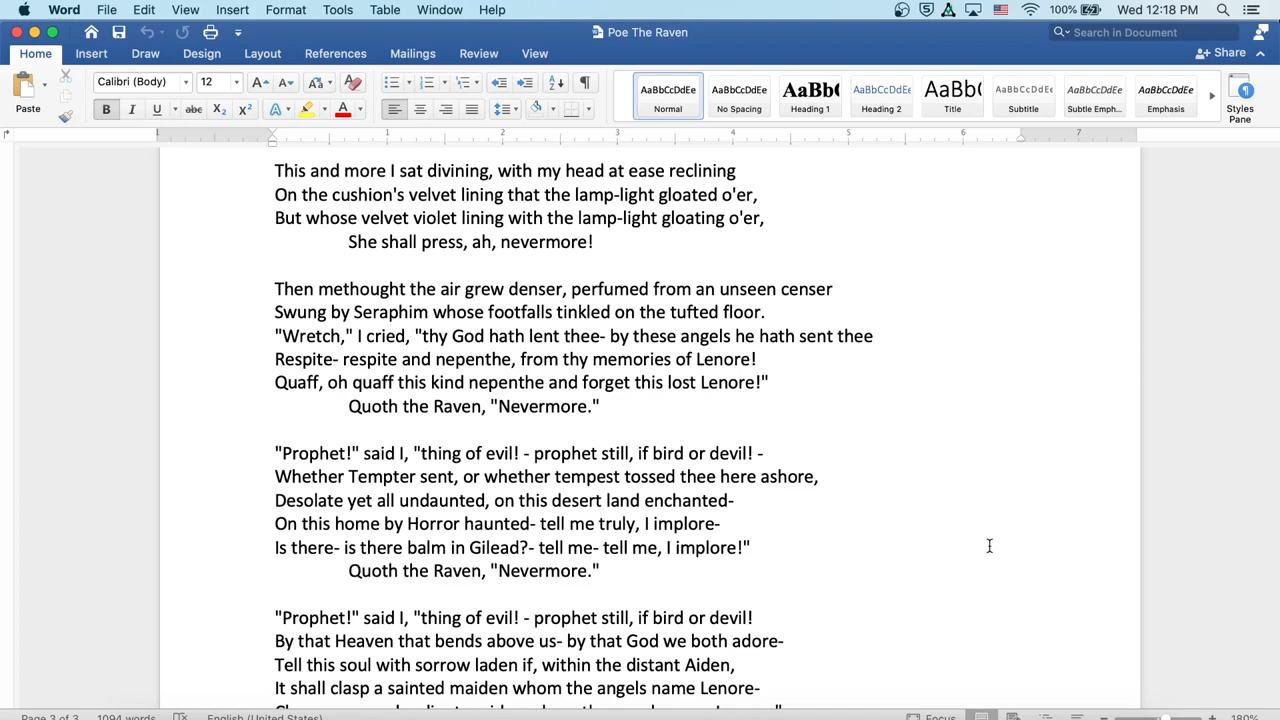 Word File Edit View Insert Format Tools Table Window Help 100% Wed 12:18 PM
Poe The Raven Search in Document
Home Insert Draw Design Layout References Mailings Review View Share
Paste Calibri (Body) 12 A A Aa A
B I U abc X2 X2 A A
AaBbCcDdEe AaBbCcDdEe AaBbC AaBbCcDdEe AaBbC AaBbCcDdEe AaBbCcDdEe AaBbCcDdEe
Normal No Spacing Heading 1 Heading 2 Title Subtitle Subtle Emph... Emphasis Styles Pane
1 1 2 3 4 5 6 7
This and more I sat divining, with my head at ease reclining
On the cushion's velvet lining that the lamp-light gloated o'er,
But whose velvet violet lining with the lamp-light gloating o'er,
She shall press, ah, nevermore!
Then methought the air grew denser, perfumed from an unseen censer
Swung by Seraphim whose footfalls tinkled on the tufted floor.
"Wretch," I cried, "thy God hath lent thee- by these angels he hath sent thee
Respite- respite and nepenthe, from thy memories of Lenore!
Quaff, oh quaff this kind nepenthe and forget this lost Lenore!"
Quoth the Raven, "Nevermore."
"Prophet!" said I, "thing of evil! - prophet still, if bird or devil! -
Whether Tempter sent, or whether tempest tossed thee here ashore,
Desolate yet all undaunted, on this desert land enchanted-
On this home by Horror haunted- tell me truly, I implore-
Is there- is there balm in Gilead?- tell me- tell me, I implore!"
Quoth the Raven, "Nevermore."
"Prophet!" said I, "thing of evil! - prophet still, if bird or devil!
By that Heaven that bends above us- by that God we both adore-
Tell this soul with sorrow laden if, within the distant Aiden,
It shall clasp a sainted maiden whom the angels name Lenore-
Page 3 of 3 1094 words English (United States) Focus 180%